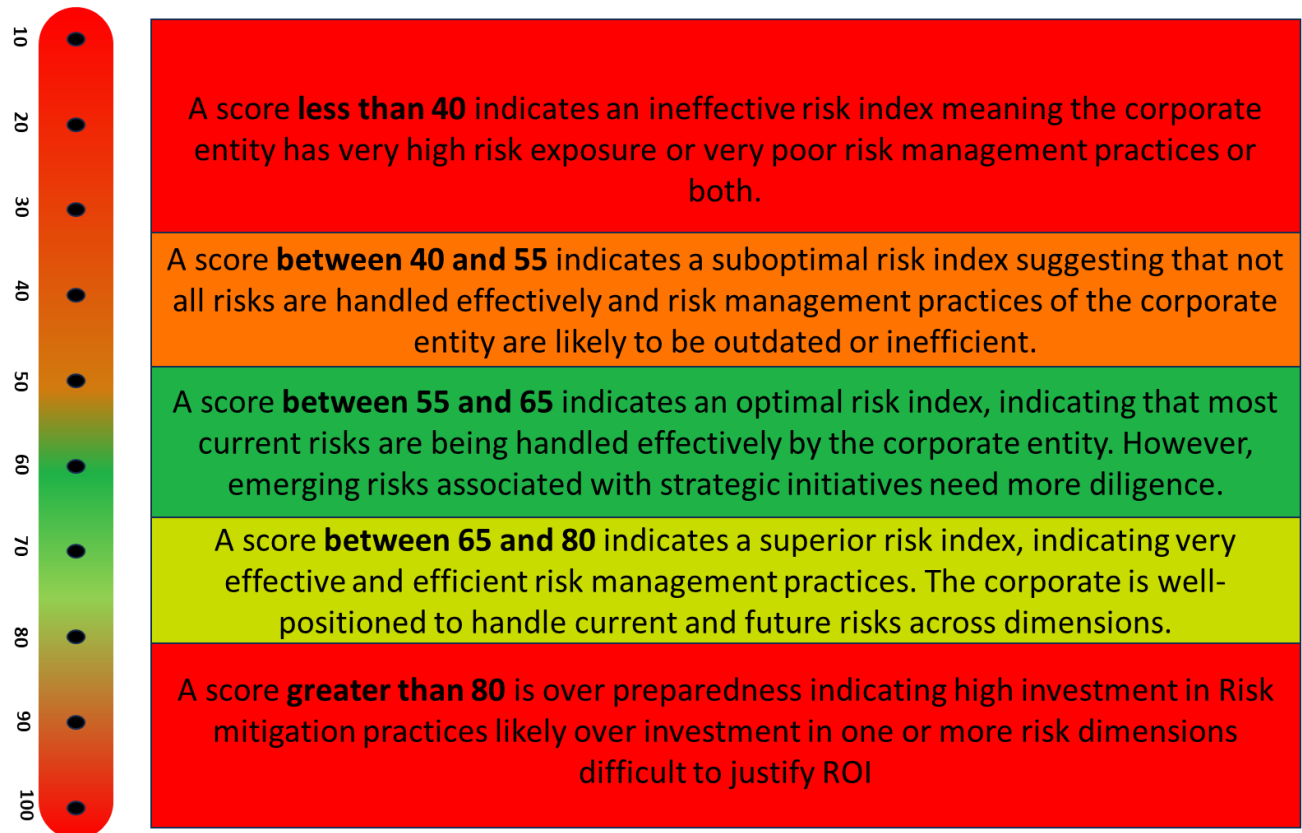 10
20
30
40
50
60
70
80
90
100
A score less than 40 indicates an ineffective risk index meaning the corporate
entity has very high risk exposure or very poor risk management practices or
both.
A score between 40 and 55 indicates a suboptimal risk index suggesting that not
all risks are handled effectively and risk management practices of the corporate
entity are likely to be outdated or inefficient.
A score between 55 and 65 indicates an optimal risk index, indicating that most
current risks are being handled effectively by the corporate entity. However,
emerging risks associated with strategic initiatives need more diligence.
A score between 65 and 80 indicates a superior risk index, indicating very
effective and efficient risk management practices. The corporate is well-
positioned to handle current and future risks across dimensions.
A score greater than 80 is over preparedness indicating high investment in Risk
mitigation practices likely over investment in one or more risk dimensions
difficult to justify ROI